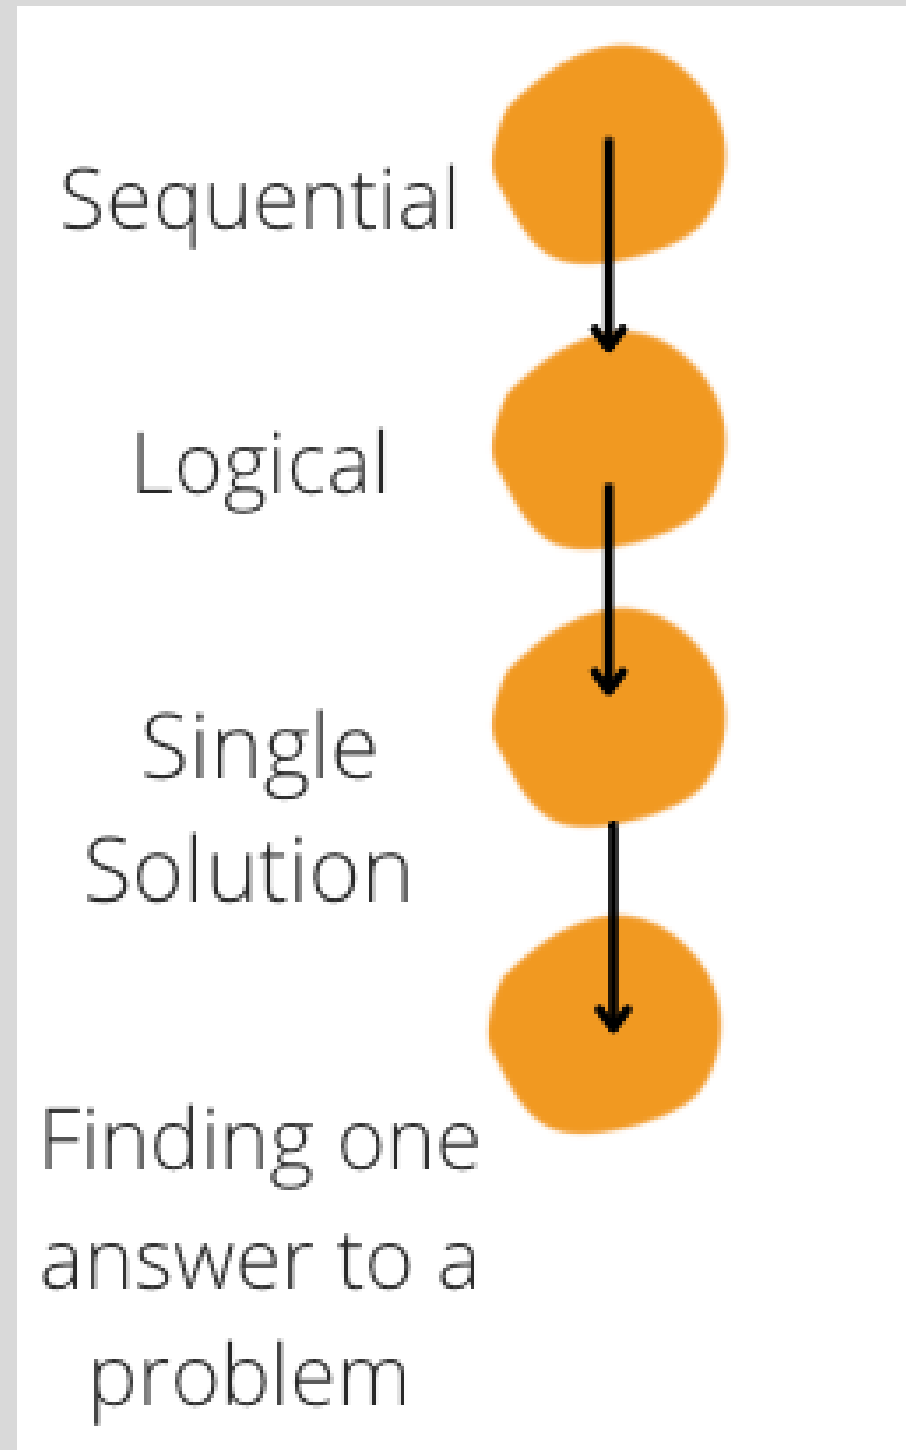 Sequential
Logical
Single
Solution
Finding one
answer to a
problem